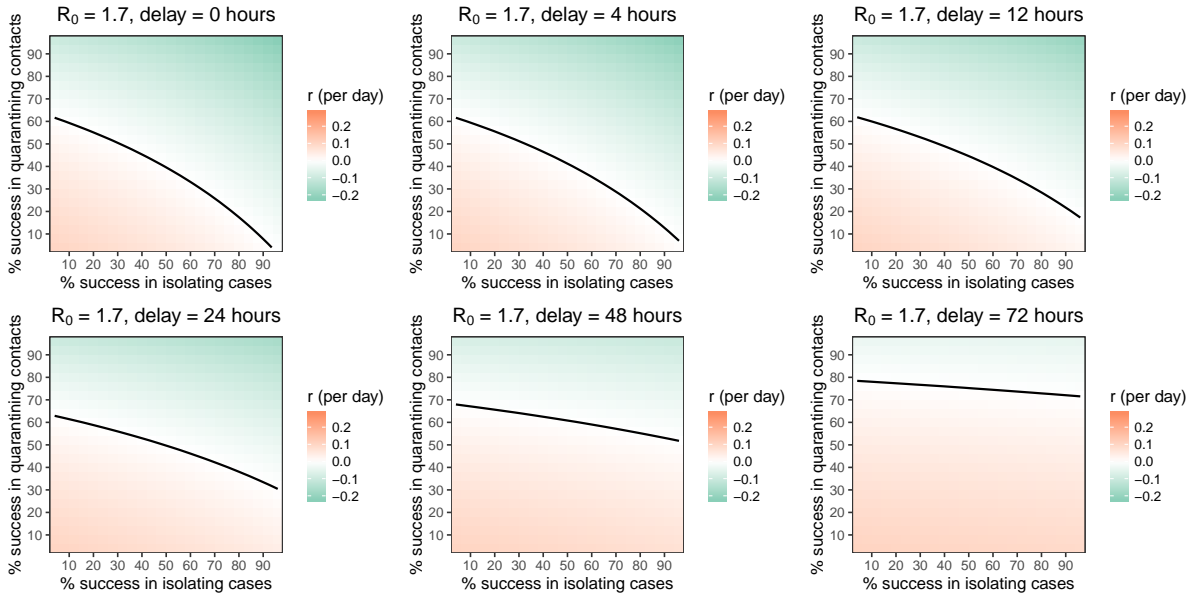 R0 = 1.7, delay = 0 hours
% success in quarantining contacts
90
80
70
60
50
40
30
20
10
10 20 30 40 50 60 70 80 90
% success in isolating cases
r (per day)
0.2
0.1
0.0
−0.1
−0.2
R0 = 1.7, delay = 4 hours
% success in quarantining contacts
90
80
70
60
50
40
30
20
10
10 20 30 40 50 60 70 80 90
% success in isolating cases
r (per day)
0.2
0.1
0.0
−0.1
−0.2
R0 = 1.7, delay = 12 hours
% success in quarantining contacts
90
80
70
60
50
40
30
20
10
10 20 30 40 50 60 70 80 90
% success in isolating cases
r (per day)
0.2
0.1
0.0
−0.1
−0.2
R0 = 1.7, delay = 24 hours
% success in quarantining contacts
90
80
70
60
50
40
30
20
10
10 20 30 40 50 60 70 80 90
% success in isolating cases
r (per day)
0.2
0.1
0.0
−0.1
−0.2
R0 = 1.7, delay = 48 hours
% success in quarantining contacts
90
80
70
60
50
40
30
20
10
10 20 30 40 50 60 70 80 90
% success in isolating cases
r (per day)
0.2
0.1
0.0
−0.1
−0.2
R0 = 1.7, delay = 72 hours
% success in quarantining contacts
90
80
70
60
50
40
30
20
10
10 20 30 40 50 60 70 80 90
% success in isolating cases
r (per day)
0.2
0.1
0.0
−0.1
−0.2